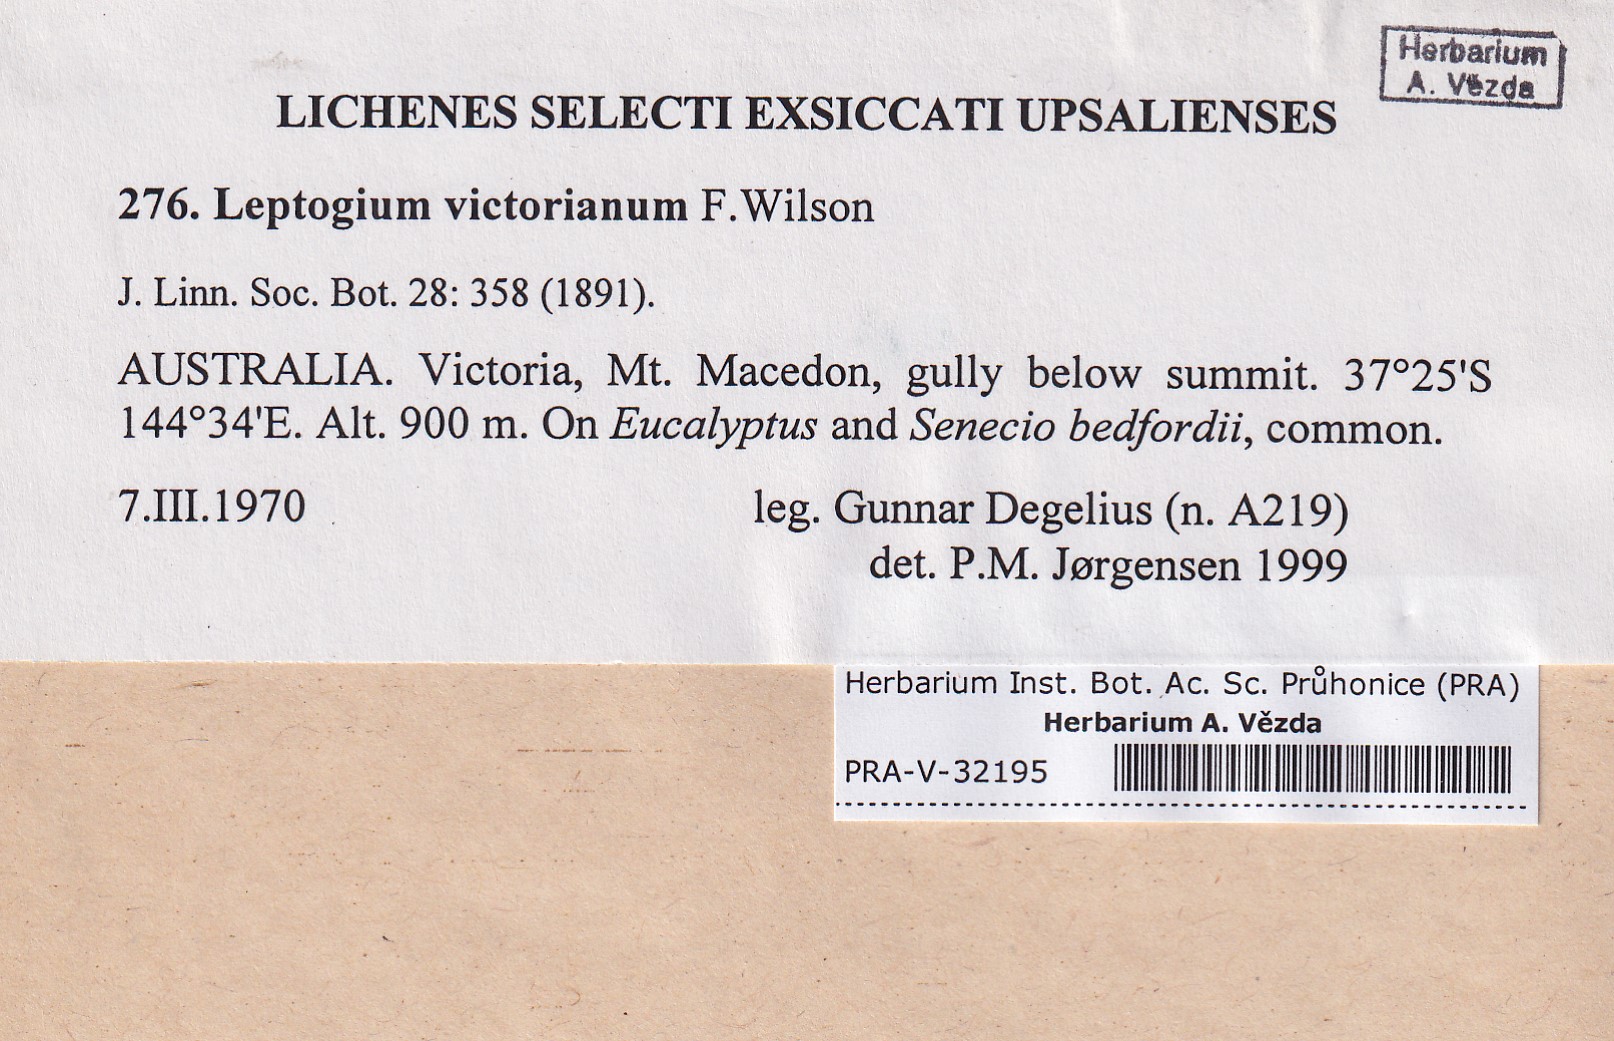 Herbarium
A. Vězda
LICHENES SELECTI EXSICCATI UPSALIENSES
276. Leptogium victorianum F.Wilson
J. Linn. Soc. Bot. 28: 358 (1891).
AUSTRALIA. Victoria, Mt. Macedon, gully below summit. 37°25'S
144°34'E. Alt. 900 m. On Eucalyptus and Senecio bedfordii, common.
7.III.1970 leg. Gunnar Degelius (n. A219)
det. P.M. Jørgensen 1999
Herbarium Inst. Bot. Ac. Sc. Průhonice (PRA)
Herbarium A. Vězda
PRA-V-32195